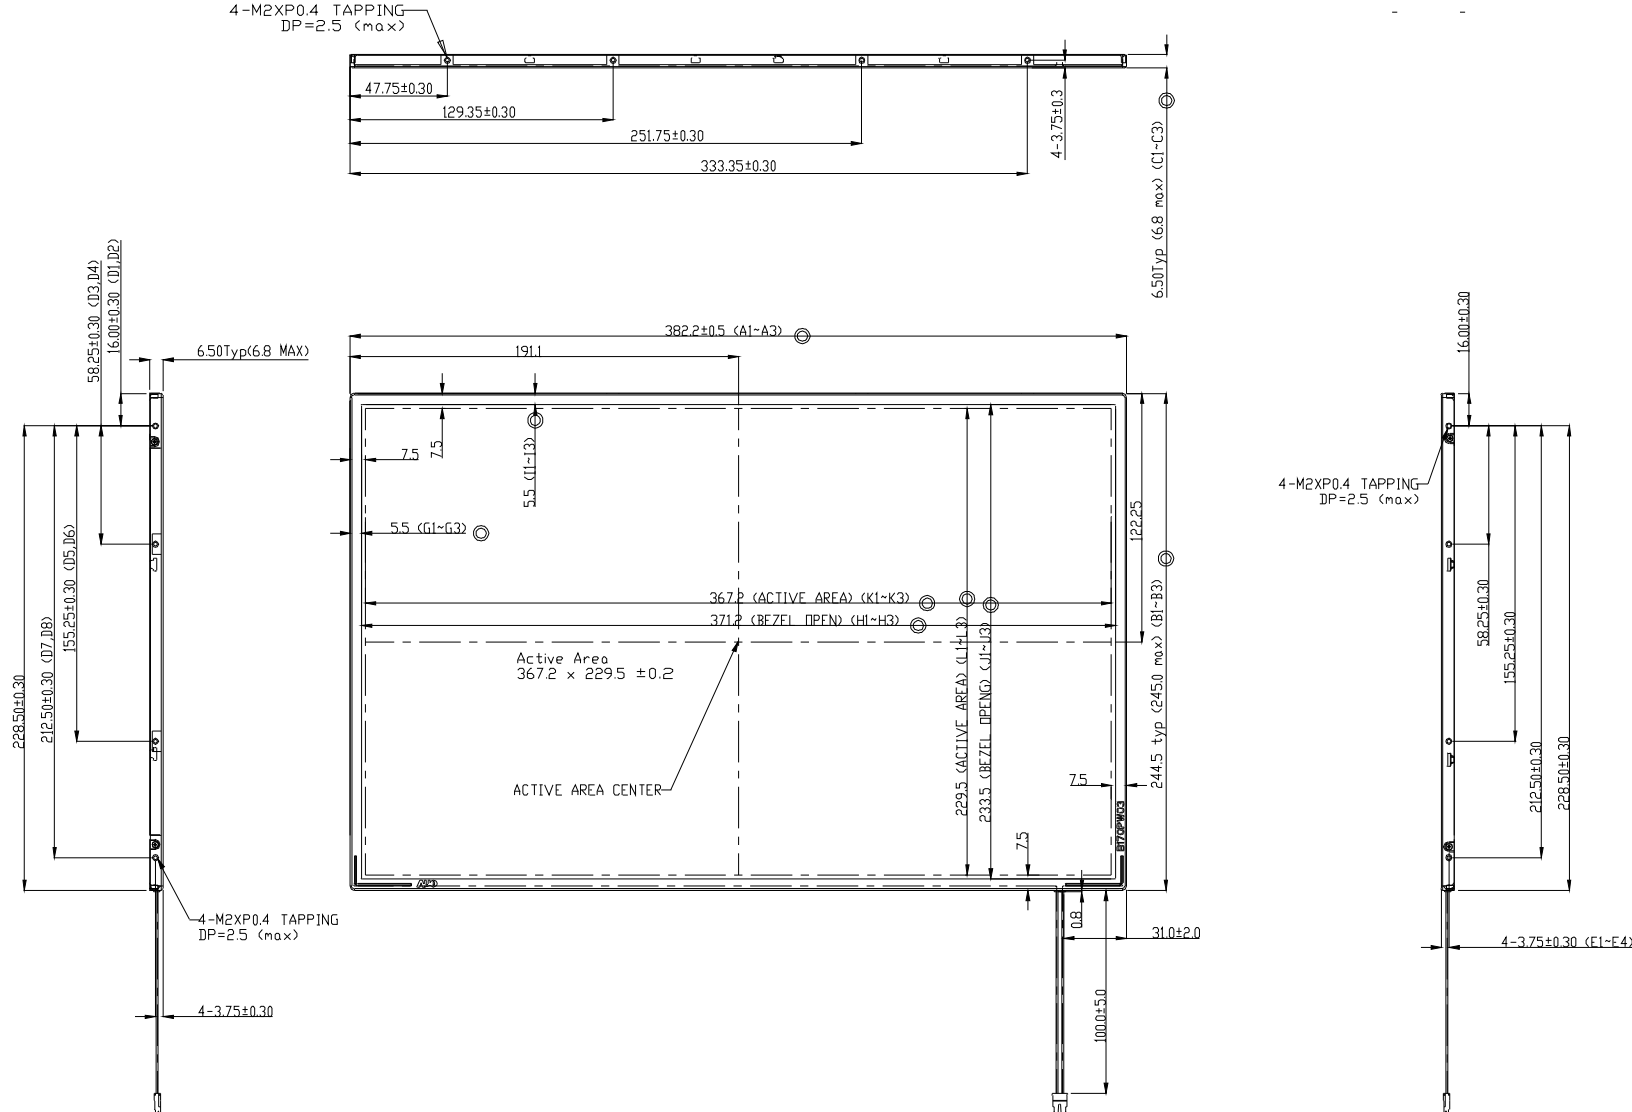 4-M2XP0.4 TAPPING
DP=2.5 (max)
47.75±0.30
129.35±0.30
251.75±0.30
333.35±0.30
4-3.75±0.3
6.50Typ (6.8 max) (C1~C3)
58.25±0.30 (D3,D4)
16.00±0.30 (D1,D2)
6.50Typ(6.8 MAX)
382.2±0.5 (A1~A3)
191.1
16.00±0.30
7.5
7.5
5.5 (I1~I3)
5.5 (G1~G3)
122.25
4-M2XP0.4 TAPPING
DP=2.5 (max)
367.2 (ACTIVE AREA) (K1~K3)
371.2 (BEZEL OPEN) (H1~H3)
Active Area
367.2 x 229.5 ±0.2
ACTIVE AREA CENTER
229.5 (ACTIVE AREA) (L1~L3)
233.5 (BEZEL OPENG) (J1~J3)
244.5 typ (245.0 max) (B1~B3)
228.50±0.30
212.50±0.30 (D7,D8)
155.25±0.30 (D5,D6)
58.25±0.30
155.25±0.30
212.50±0.30
228.50±0.30
7.5
7.5
B170PW03
AUO
4-M2XP0.4 TAPPING
DP=2.5 (max)
0.8
31.0±2.0
4-3.75±0.30 (E1~E4)
4-3.75±0.30
100.0±5.0